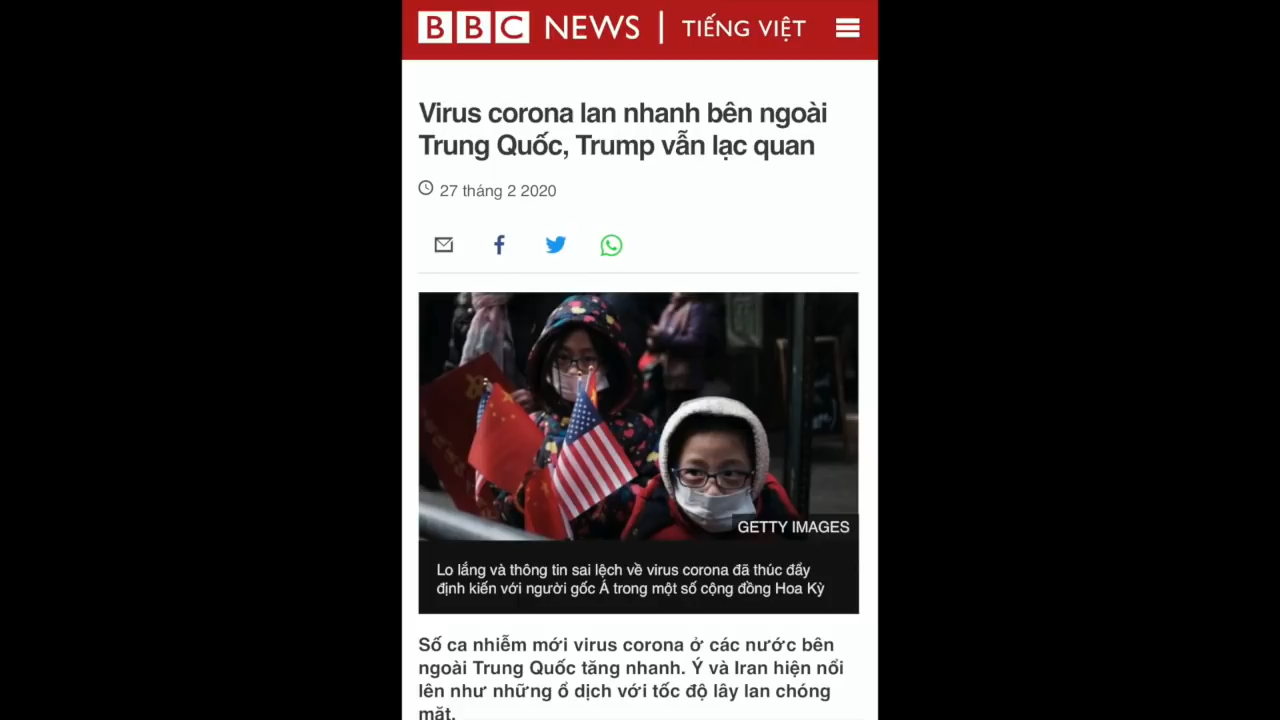 BBC NEWS | TIẾNG VIỆT
Virus corona lan nhanh bên ngoài
Trung Quốc, Trump vẫn lạc quan
27 tháng 2 2020
GETTY IMAGES
Lo lắng và thông tin sai lệch về virus corona đã thúc đẩy
định kiến với người gốc Á trong một số cộng đồng Hoa Kỳ
Số ca nhiễm mới virus corona ở các nước bên
ngoài Trung Quốc tăng nhanh. Ý và Iran hiện nổi
lên như những ổ dịch với tốc độ lây lan chóng
mặt.